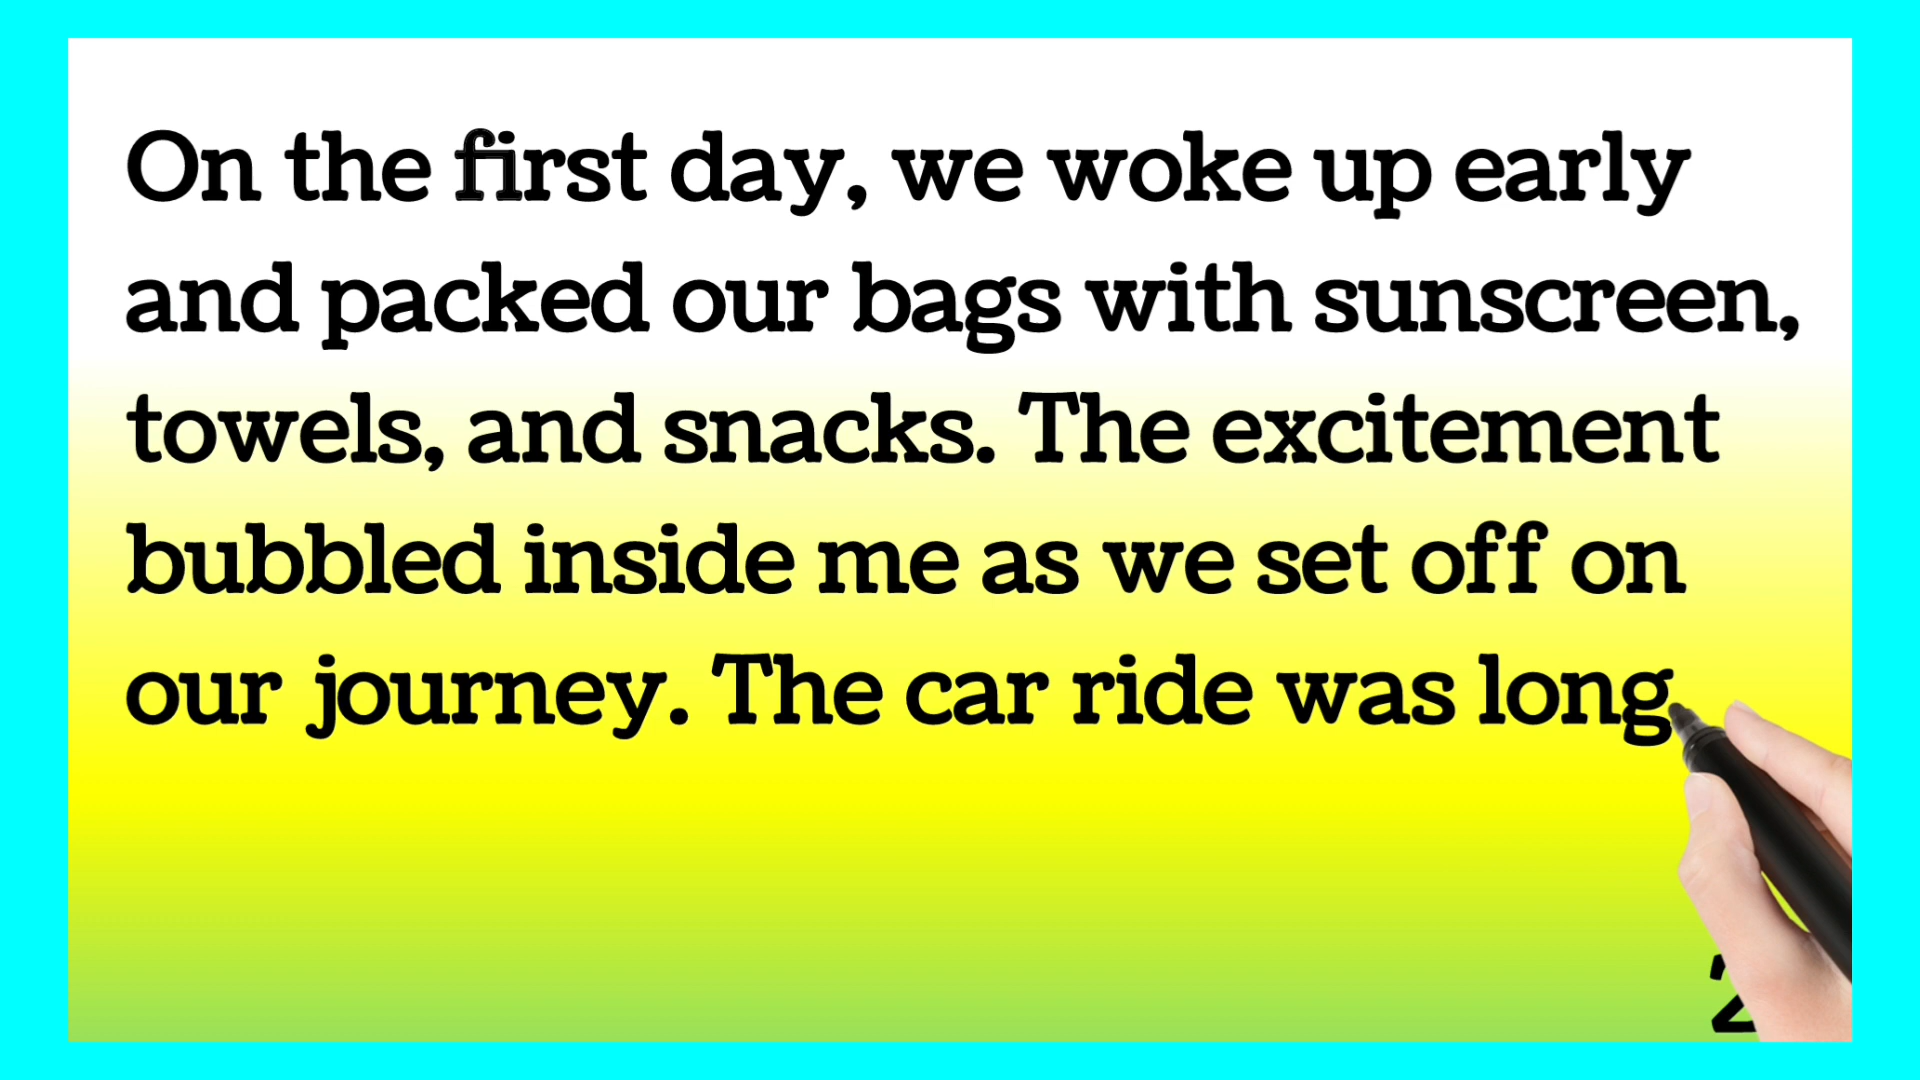 On the first day, we woke up early
and packed our bags with sunscreen,
towels, and snacks. The excitement
bubbled inside me as we set off on
our journey. The car ride was long
2